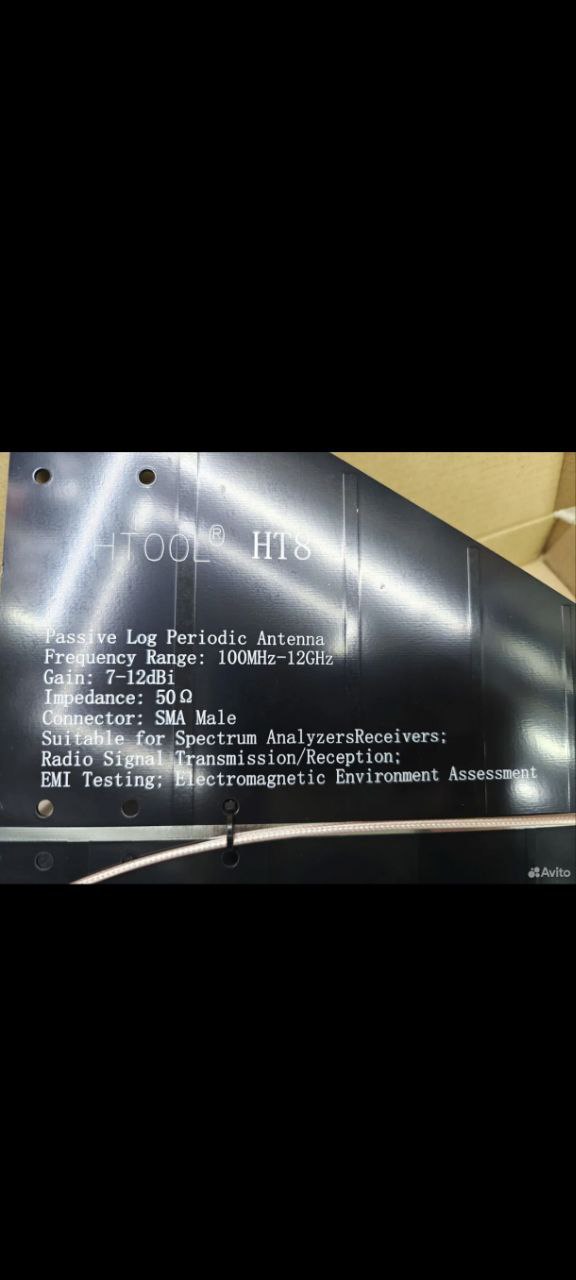 HTOOL® HT8
Passive Log Periodic Antenna
Frequency Range: 100MHz-12GHz
Gain: 7-12dBi
Impedance: 50Ω
Connector: SMA Male
Suitable for Spectrum AnalyzersReceivers;
Radio Signal Transmission/Reception;
EMI Testing; Electromagnetic Environment Assessment
Avito